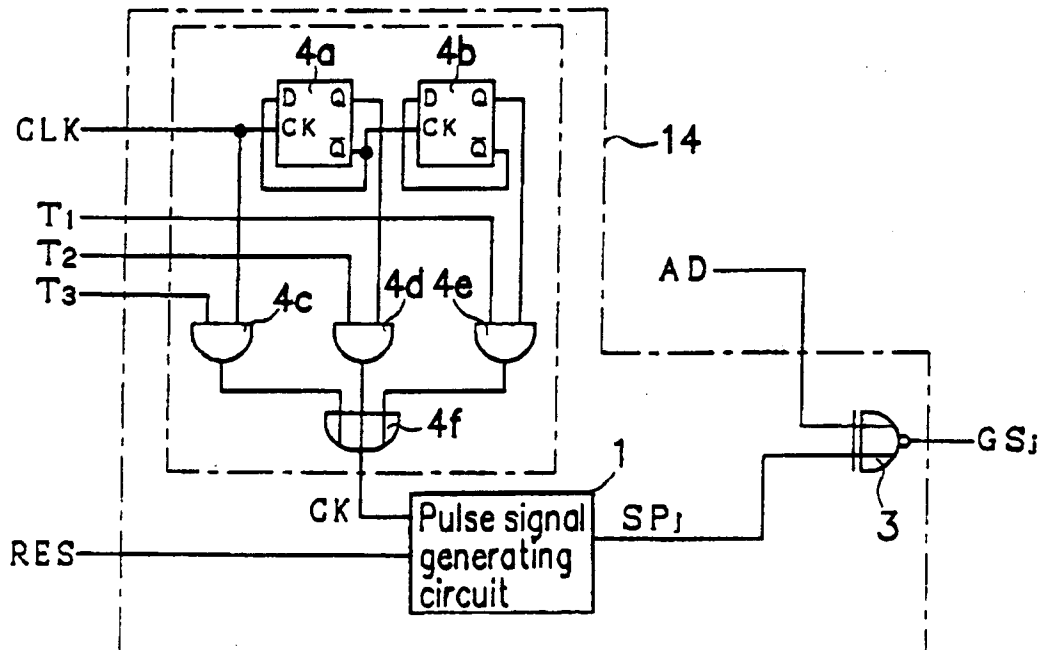 4a
4b
D Q
D Q
CLK
CK
CK
Q̅
Q̅
14
T1
T2
T3
AD
4c
4d
4e
4f
GSj
3
CK
1
SPj
RES
Pulse signal
generating
circuit